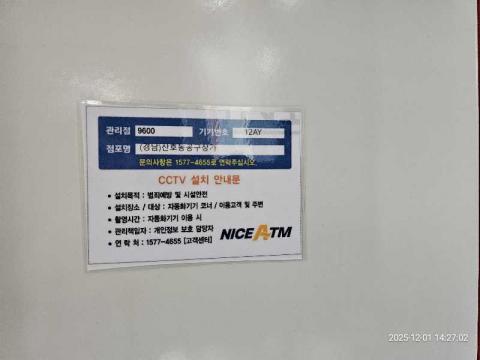 관리점 9600 기기번호 12AY
점포명 (경남)신호동공구상가
문의사항은 1577-4655로 연락주십시오.
CCTV 설치 안내문
• 설치목적 : 범죄예방 및 시설안전
• 설치장소 / 대상 : 자동화기기 코너 / 이용고객 및 주변
• 촬영시간 : 자동화기기 이용 시
• 관리책임자 : 개인정보 보호 담당자
• 연 락 처 : 1577-4655 [고객센터]
NICE ATM
2025-12-01 14:27:02